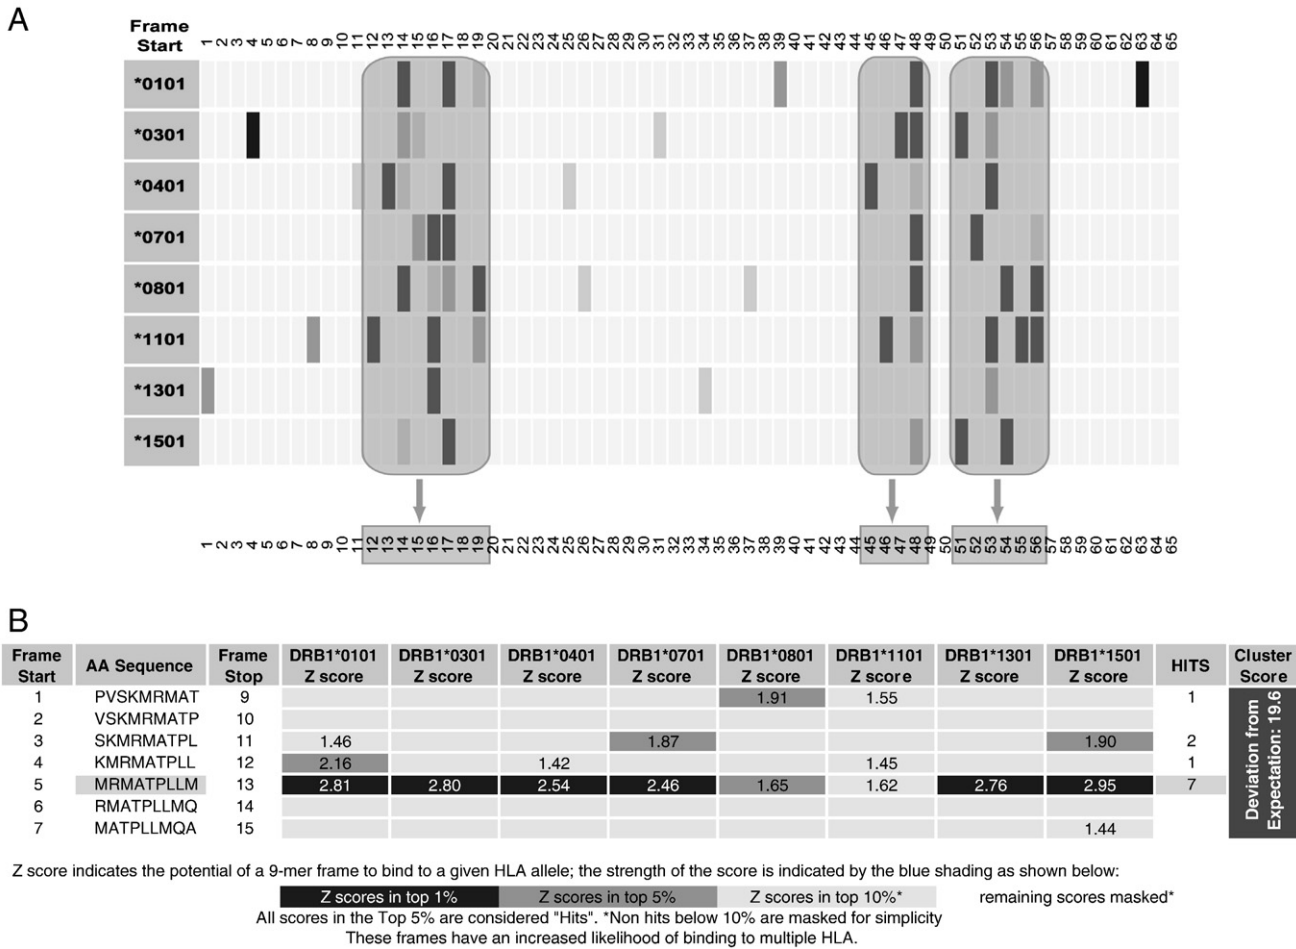 A
Frame Start 1 2 3 4 5 6 7 8 9 10 11 12 13 14 15 16 17 18 19 20 21 22 23 24 25 26 27 28 29 30 31 32 33 34 35 36 37 38 39 40 41 42 43 44 45 46 47 48 49 50 51 52 53 54 55 56 57 58 59 60 61 62 63 64 65
*0101
*0301
*0401
*0701
*0801
*1101
*1301
*1501
1 2 3 4 5 6 7 8 9 10 11 12 13 14 15 16 17 18 19 20 21 22 23 24 25 26 27 28 29 30 31 32 33 34 35 36 37 38 39 40 41 42 43 44 45 46 47 48 49 50 51 52 53 54 55 56 57 58 59 60 61 62 63 64 65
B
Frame Start AA Sequence Frame Stop DRB1*0101 Z score DRB1*0301 Z score DRB1*0401 Z score DRB1*0701 Z score DRB1*0801 Z score DRB1*1101 Z score DRB1*1301 Z score DRB1*1501 Z score HITS Cluster Score
1 PVSKMRMAT 9 1.91 1.55 1
2 VSKMRMATP 10
3 SKMRMATPL 11 1.46 1.87 1.90 2
4 KMRMATPLL 12 2.16 1.42 1.45 1
5 MRMATPLLM 13 2.81 2.80 2.54 2.46 1.65 1.62 2.76 2.95 7
6 RMATPLLMQ 14
7 MATPLLMQA 15 1.44
Deviation from
Expectation: 19.6
Z score indicates the potential of a 9-mer frame to bind to a given HLA allele; the strength of the score is indicated by the blue shading as shown below:
Z scores in top 1% Z scores in top 5% Z scores in top 10%* remaining scores masked*
All scores in the Top 5% are considered "Hits". *Non hits below 10% are masked for simplicity
These frames have an increased likelihood of binding to multiple HLA.